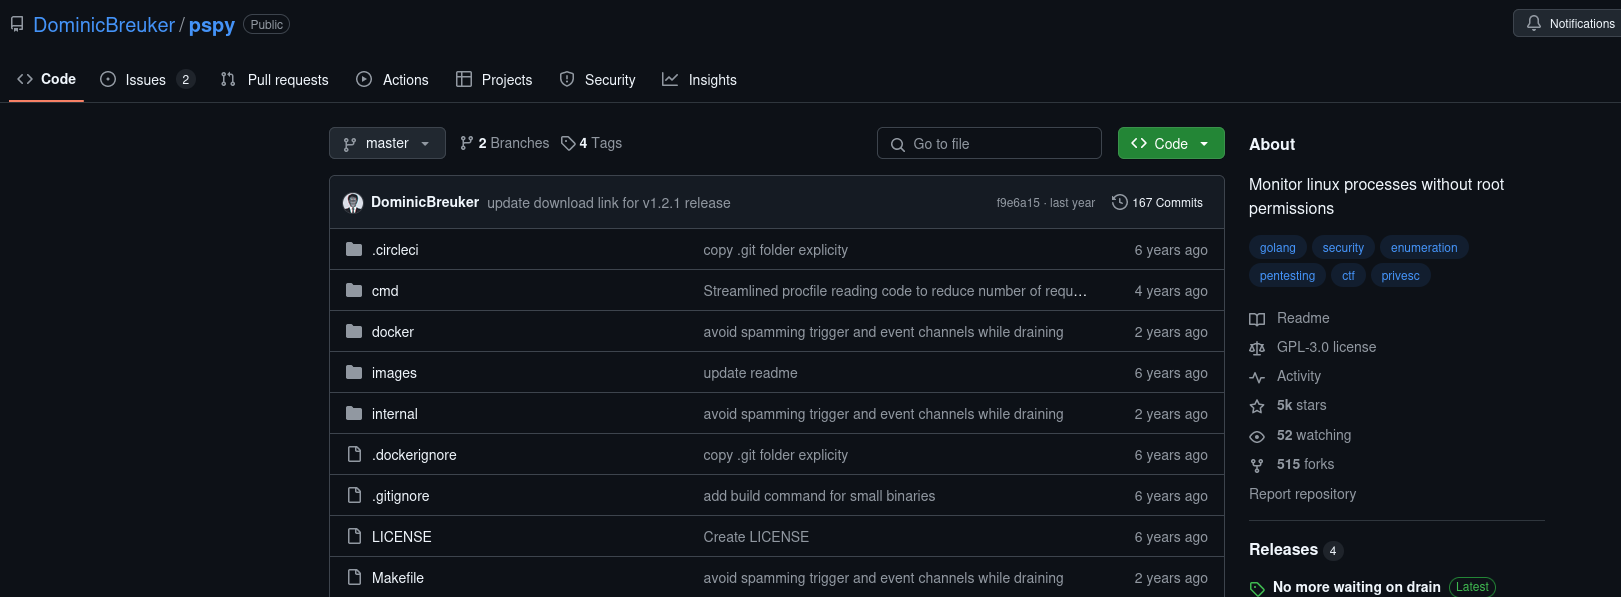 DominicBreuker / pspy Public
Notifications
Code Issues 2 Pull requests Actions Projects Security Insights
master 2 Branches 4 Tags Go to file Code
DominicBreuker update download link for v1.2.1 release f9e6a15 · last year 167 Commits
.circleci copy .git folder explicity 6 years ago
cmd Streamlined procfile reading code to reduce number of requ… 4 years ago
docker avoid spamming trigger and event channels while draining 2 years ago
images update readme 6 years ago
internal avoid spamming trigger and event channels while draining 2 years ago
.dockerignore copy .git folder explicity 6 years ago
.gitignore add build command for small binaries 6 years ago
LICENSE Create LICENSE 6 years ago
Makefile avoid spamming trigger and event channels while draining 2 years ago
About
Monitor linux processes without root
permissions
golang security enumeration
pentesting ctf privesc
Readme
GPL-3.0 license
Activity
5k stars
52 watching
515 forks
Report repository
Releases 4
No more waiting on drain Latest